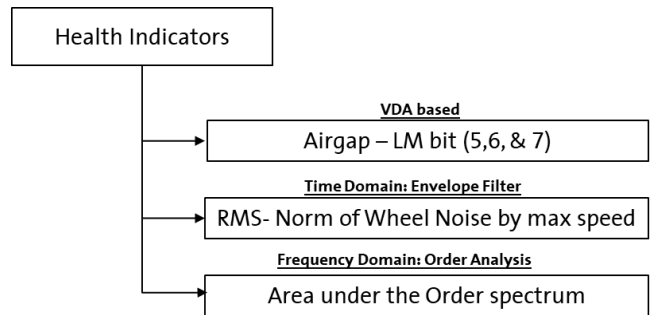 Health Indicators
VDA based
Airgap – LM bit (5,6, & 7)
Time Domain: Envelope Filter
RMS- Norm of Wheel Noise by max speed
Frequency Domain: Order Analysis
Area under the Order spectrum